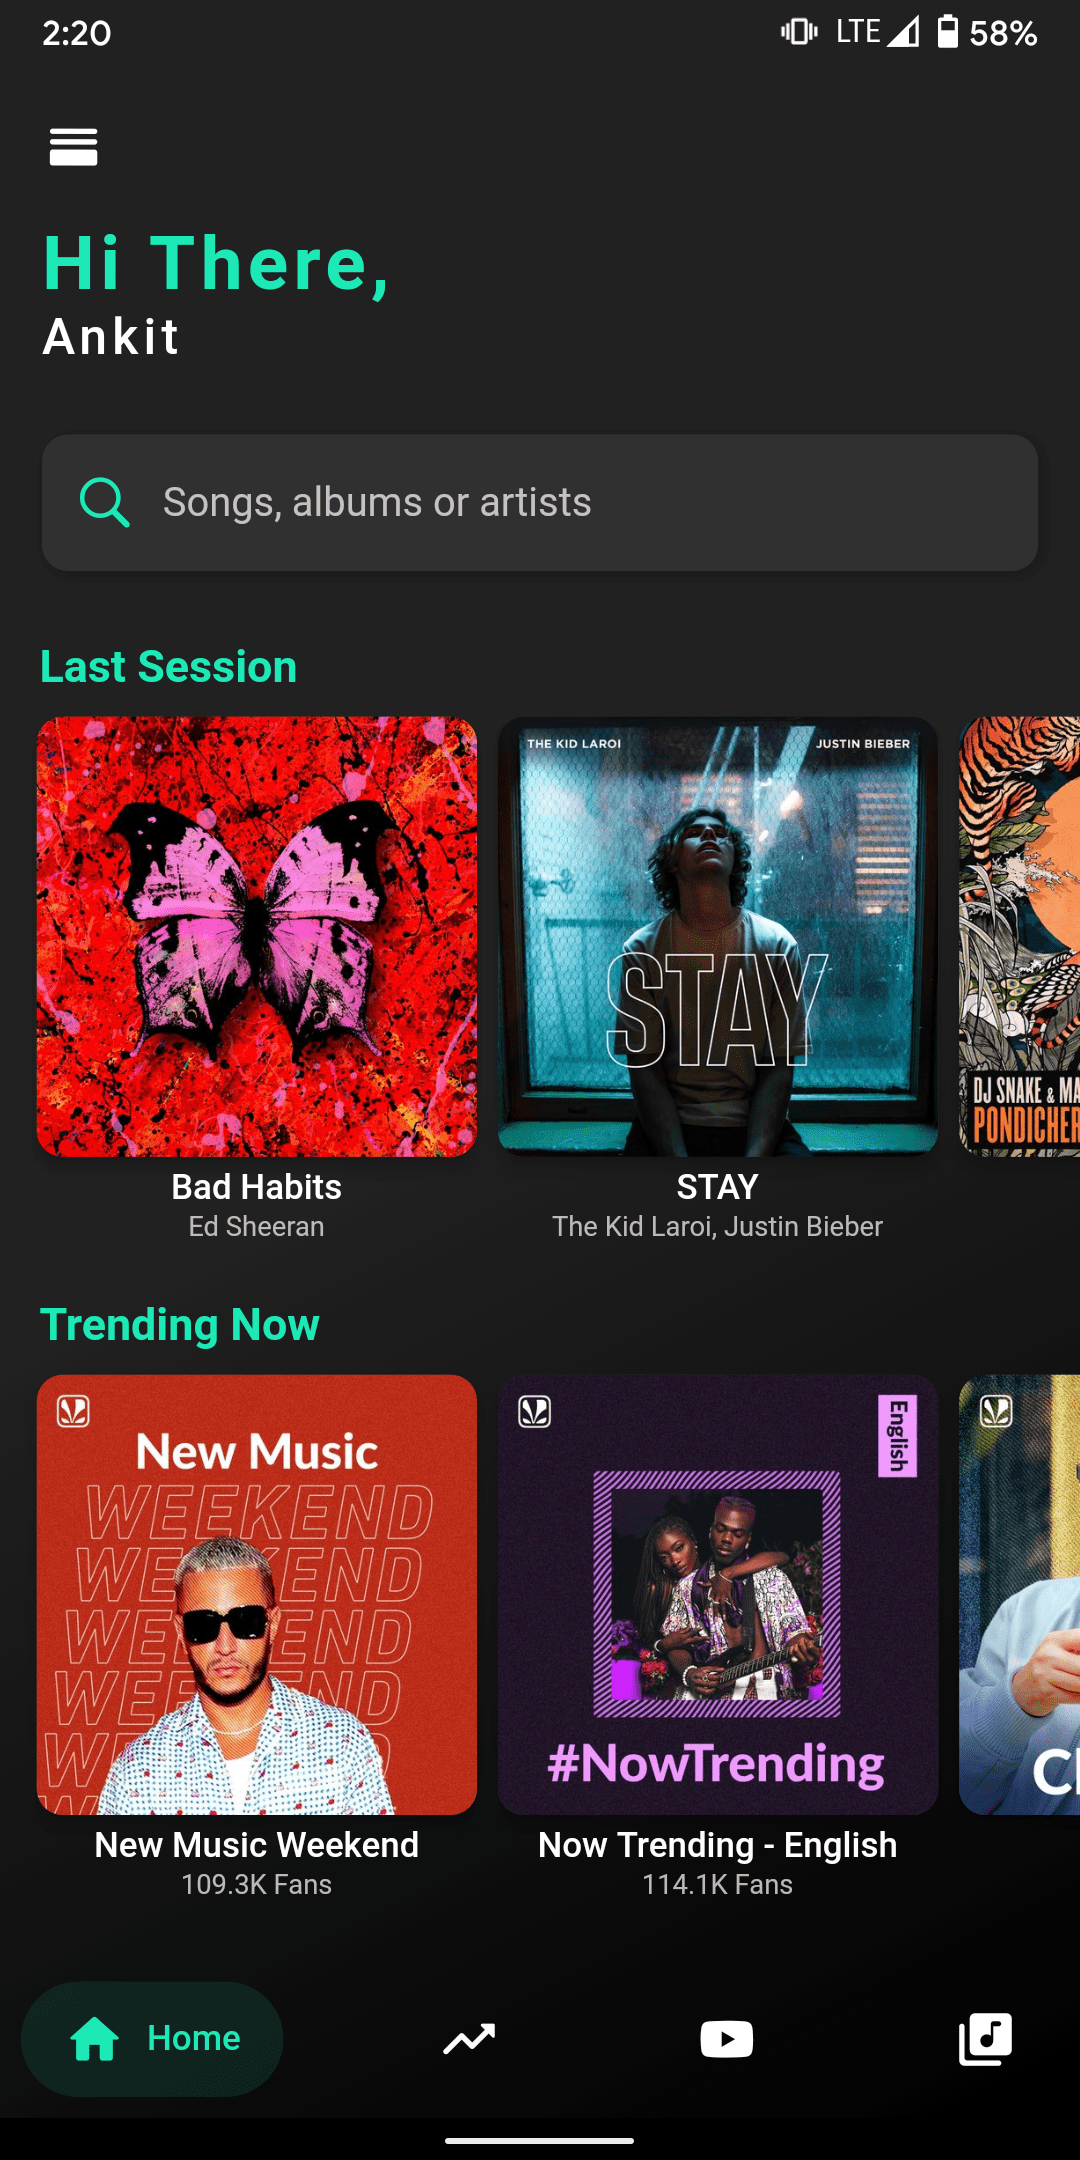 2:20
LTE
58%
Hi There,
Ankit
Songs, albums or artists
Last Session
THE KID LAROI
JUSTIN BIEBER
STAY
DJ SNAKE &
Bad Habits
Ed Sheeran
STAY
The Kid Laroi, Justin Bieber
Trending Now
New Music
WEEKEND
WEEKEND
WEEKEND
WEEKEND
English
#NowTrending
New Music Weekend
109.3K Fans
Now Trending - English
114.1K Fans
Home